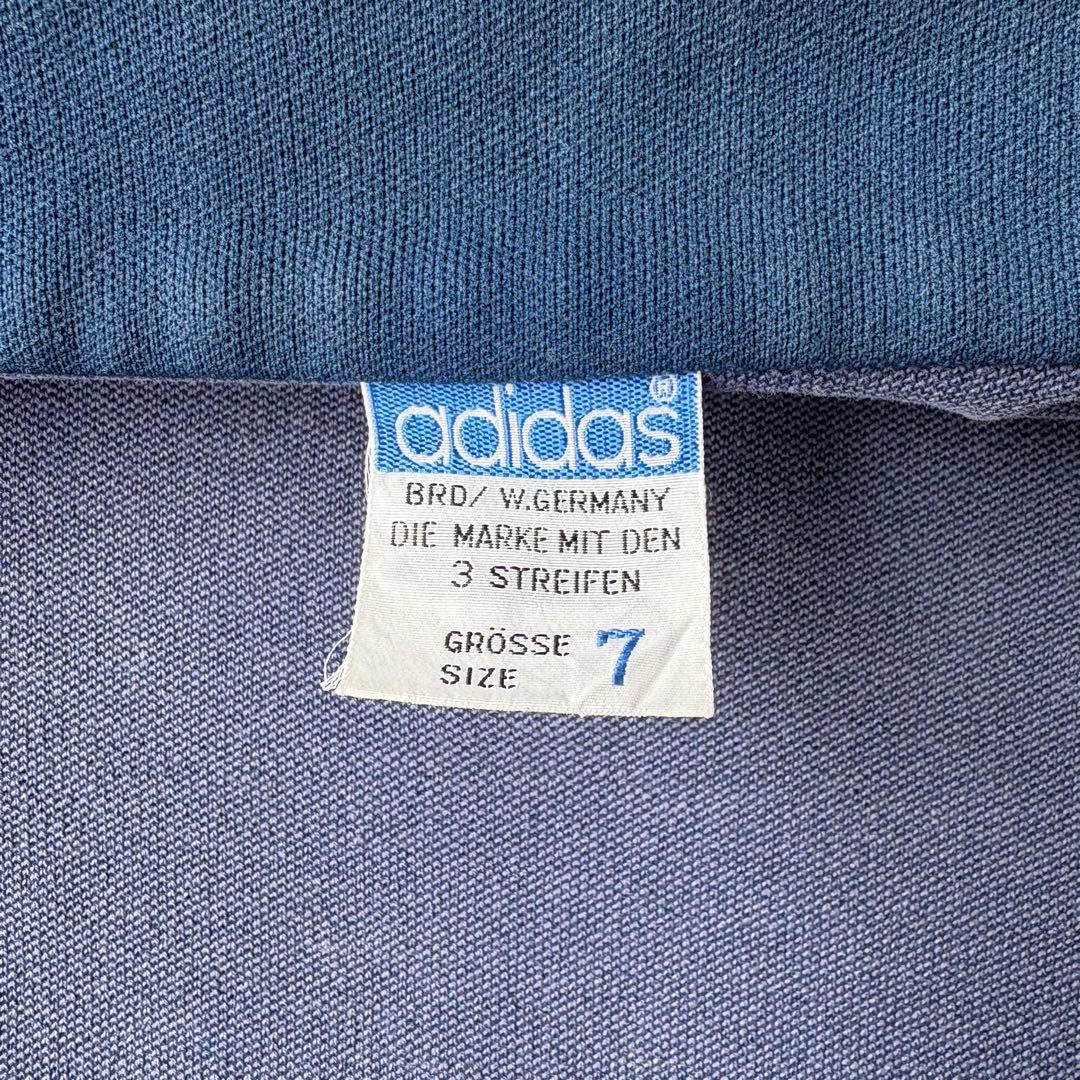 adidas®
BRD/ W.GERMANY
DIE MARKE MIT DEN
3 STREIFEN
GRÖSSE 7
SIZE